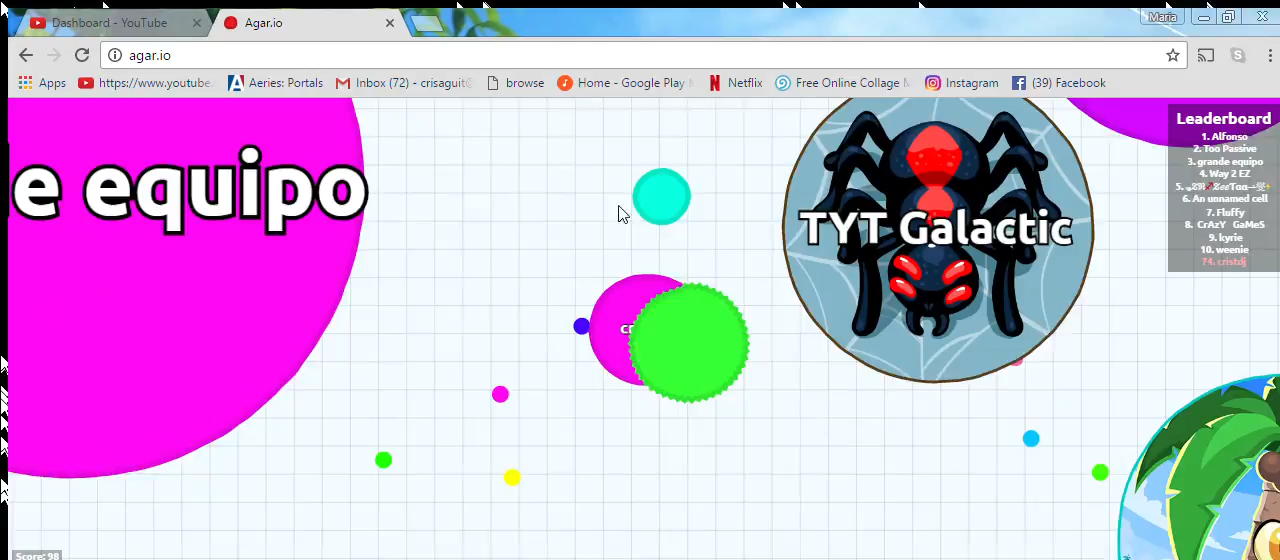 Dashboard - YouTube
Agar.io
Maria
agar.io
Apps
https://www.youtube.
Aeries: Portals
Inbox (72) - crisaguit
browse
Home - Google Play M
Netflix
Free Online Collage M
Instagram
(39) Facebook
Leaderboard
1. Alfonso
2. Too Passive
3. grande equipo
4. Way 2 EZ
6. An unnamed cell
7. Fluffy
8. CrAzY GaMeS
9. kyrie
10. weenie
74. cristdj
e equipo
TYT Galactic
Score: 98